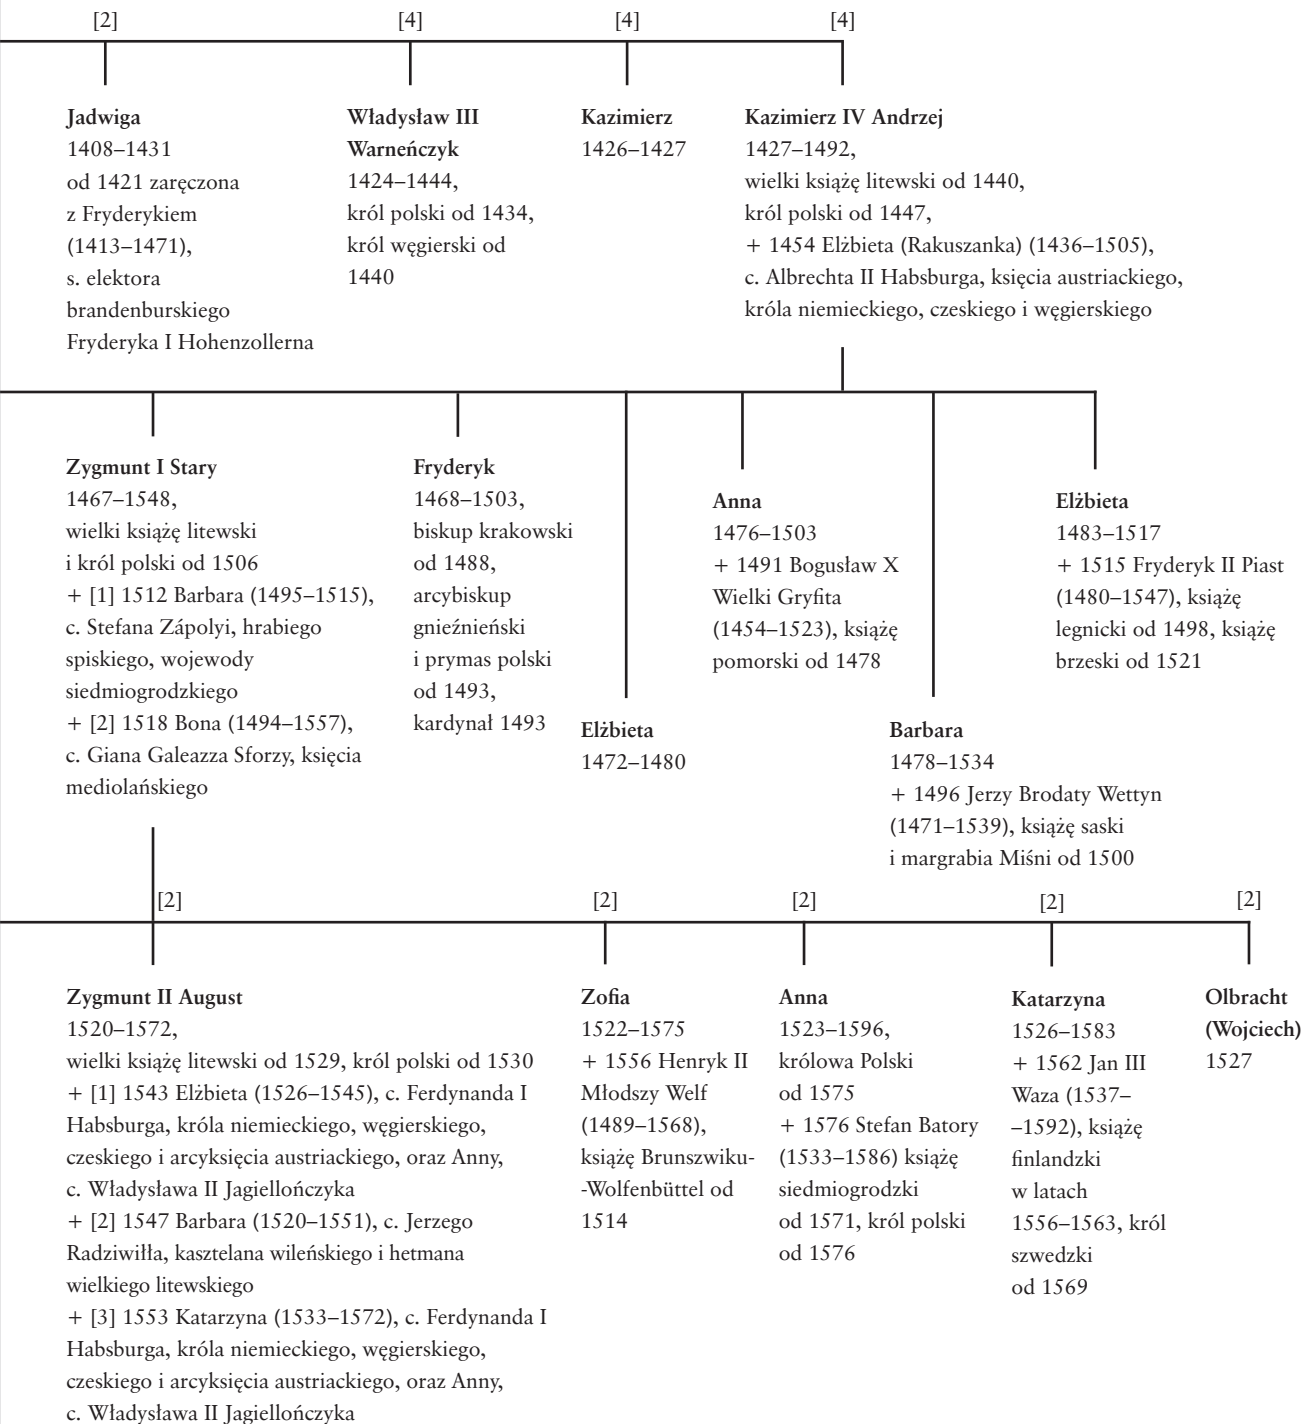 [2]
[4]
[4]
[4]
Jadwiga
1408–1431
od 1421 zaręczona
z Fryderykiem
(1413–1471),
s. elektora
brandenburskiego
Fryderyka I Hohenzollerna
Władysław III
Warneńczyk
1424–1444,
król polski od 1434,
król węgierski od
1440
Kazimierz
1426–1427
Kazimierz IV Andrzej
1427–1492,
wielki książę litewski od 1440,
król polski od 1447,
+ 1454 Elżbieta (Rakuszanka) (1436–1505),
c. Albrechta II Habsburga, księcia austriackiego,
króla niemieckiego, czeskiego i węgierskiego
Zygmunt I Stary
1467–1548,
wielki książę litewski
i król polski od 1506
+ [1] 1512 Barbara (1495–1515),
c. Stefana Zápolyi, hrabiego
spiskiego, wojewody
siedmiogrodzkiego
+ [2] 1518 Bona (1494–1557),
c. Giana Galeazza Sforzy, księcia
mediolańskiego
Fryderyk
1468–1503,
biskup krakowski
od 1488,
arcybiskup
gnieźnieński
i prymas polski
od 1493,
kardynał 1493
Elżbieta
1472–1480
Anna
1476–1503
+ 1491 Bogusław X
Wielki Gryfita
(1454–1523), książę
pomorski od 1478
Barbara
1478–1534
+ 1496 Jerzy Brodaty Wettyn
(1471–1539), książę saski
i margrabia Miśni od 1500
Elżbieta
1483–1517
+ 1515 Fryderyk II Piast
(1480–1547), książę
legnicki od 1498, książę
brzeski od 1521
[2]
[2]
[2]
[2]
[2]
Zygmunt II August
1520–1572,
wielki książę litewski od 1529, król polski od 1530
+ [1] 1543 Elżbieta (1526–1545), c. Ferdynanda I
Habsburga, króla niemieckiego, węgierskiego,
czeskiego i arcyksięcia austriackiego, oraz Anny,
c. Władysława II Jagiellończyka
+ [2] 1547 Barbara (1520–1551), c. Jerzego
Radziwiłła, kasztelana wileńskiego i hetmana
wielkiego litewskiego
+ [3] 1553 Katarzyna (1533–1572), c. Ferdynanda I
Habsburga, króla niemieckiego, węgierskiego,
czeskiego i arcyksięcia austriackiego, oraz Anny,
c. Władysława II Jagiellończyka
Zofia
1522–1575
+ 1556 Henryk II
Młodszy Welf
(1489–1568),
książę Brunszwiku-
-Wolfenbüttel od
1514
Anna
1523–1596,
królowa Polski
od 1575
+ 1576 Stefan Batory
(1533–1586) książę
siedmiogrodzki
od 1571, król polski
od 1576
Katarzyna
1526–1583
+ 1562 Jan III
Waza (1537–
–1592), książę
finlandzki
w latach
1556–1563, król
szwedzki
od 1569
Olbracht
(Wojciech)
1527